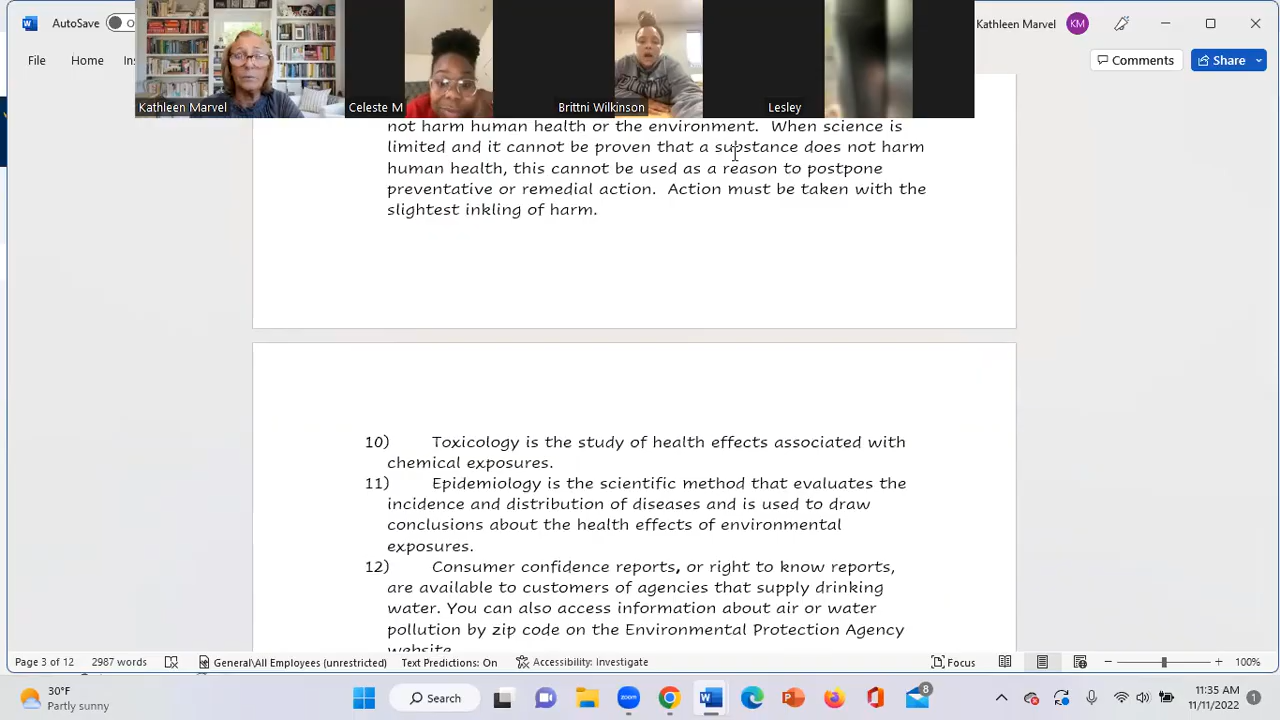 AutoSave
Kathleen Marvel
KM
File
Home
Comments
Share
Kathleen Marvel
Celeste M
Brittni Wilkinson
Lesley
not harm human health or the environment. When science is
limited and it cannot be proven that a substance does not harm
human health, this cannot be used as a reason to postpone
preventative or remedial action. Action must be taken with the
slightest inkling of harm.
10) Toxicology is the study of health effects associated with
chemical exposures.
11) Epidemiology is the scientific method that evaluates the
incidence and distribution of diseases and is used to draw
conclusions about the health effects of environmental
exposures.
12) Consumer confidence reports, or right to know reports,
are available to customers of agencies that supply drinking
water. You can also access information about air or water
pollution by zip code on the Environmental Protection Agency
website
Page 3 of 12 2987 words General\All Employees (unrestricted) Text Predictions: On Accessibility: Investigate Focus 100%
30°F
Partly sunny
Search
8
11:35 AM
11/11/2022
1